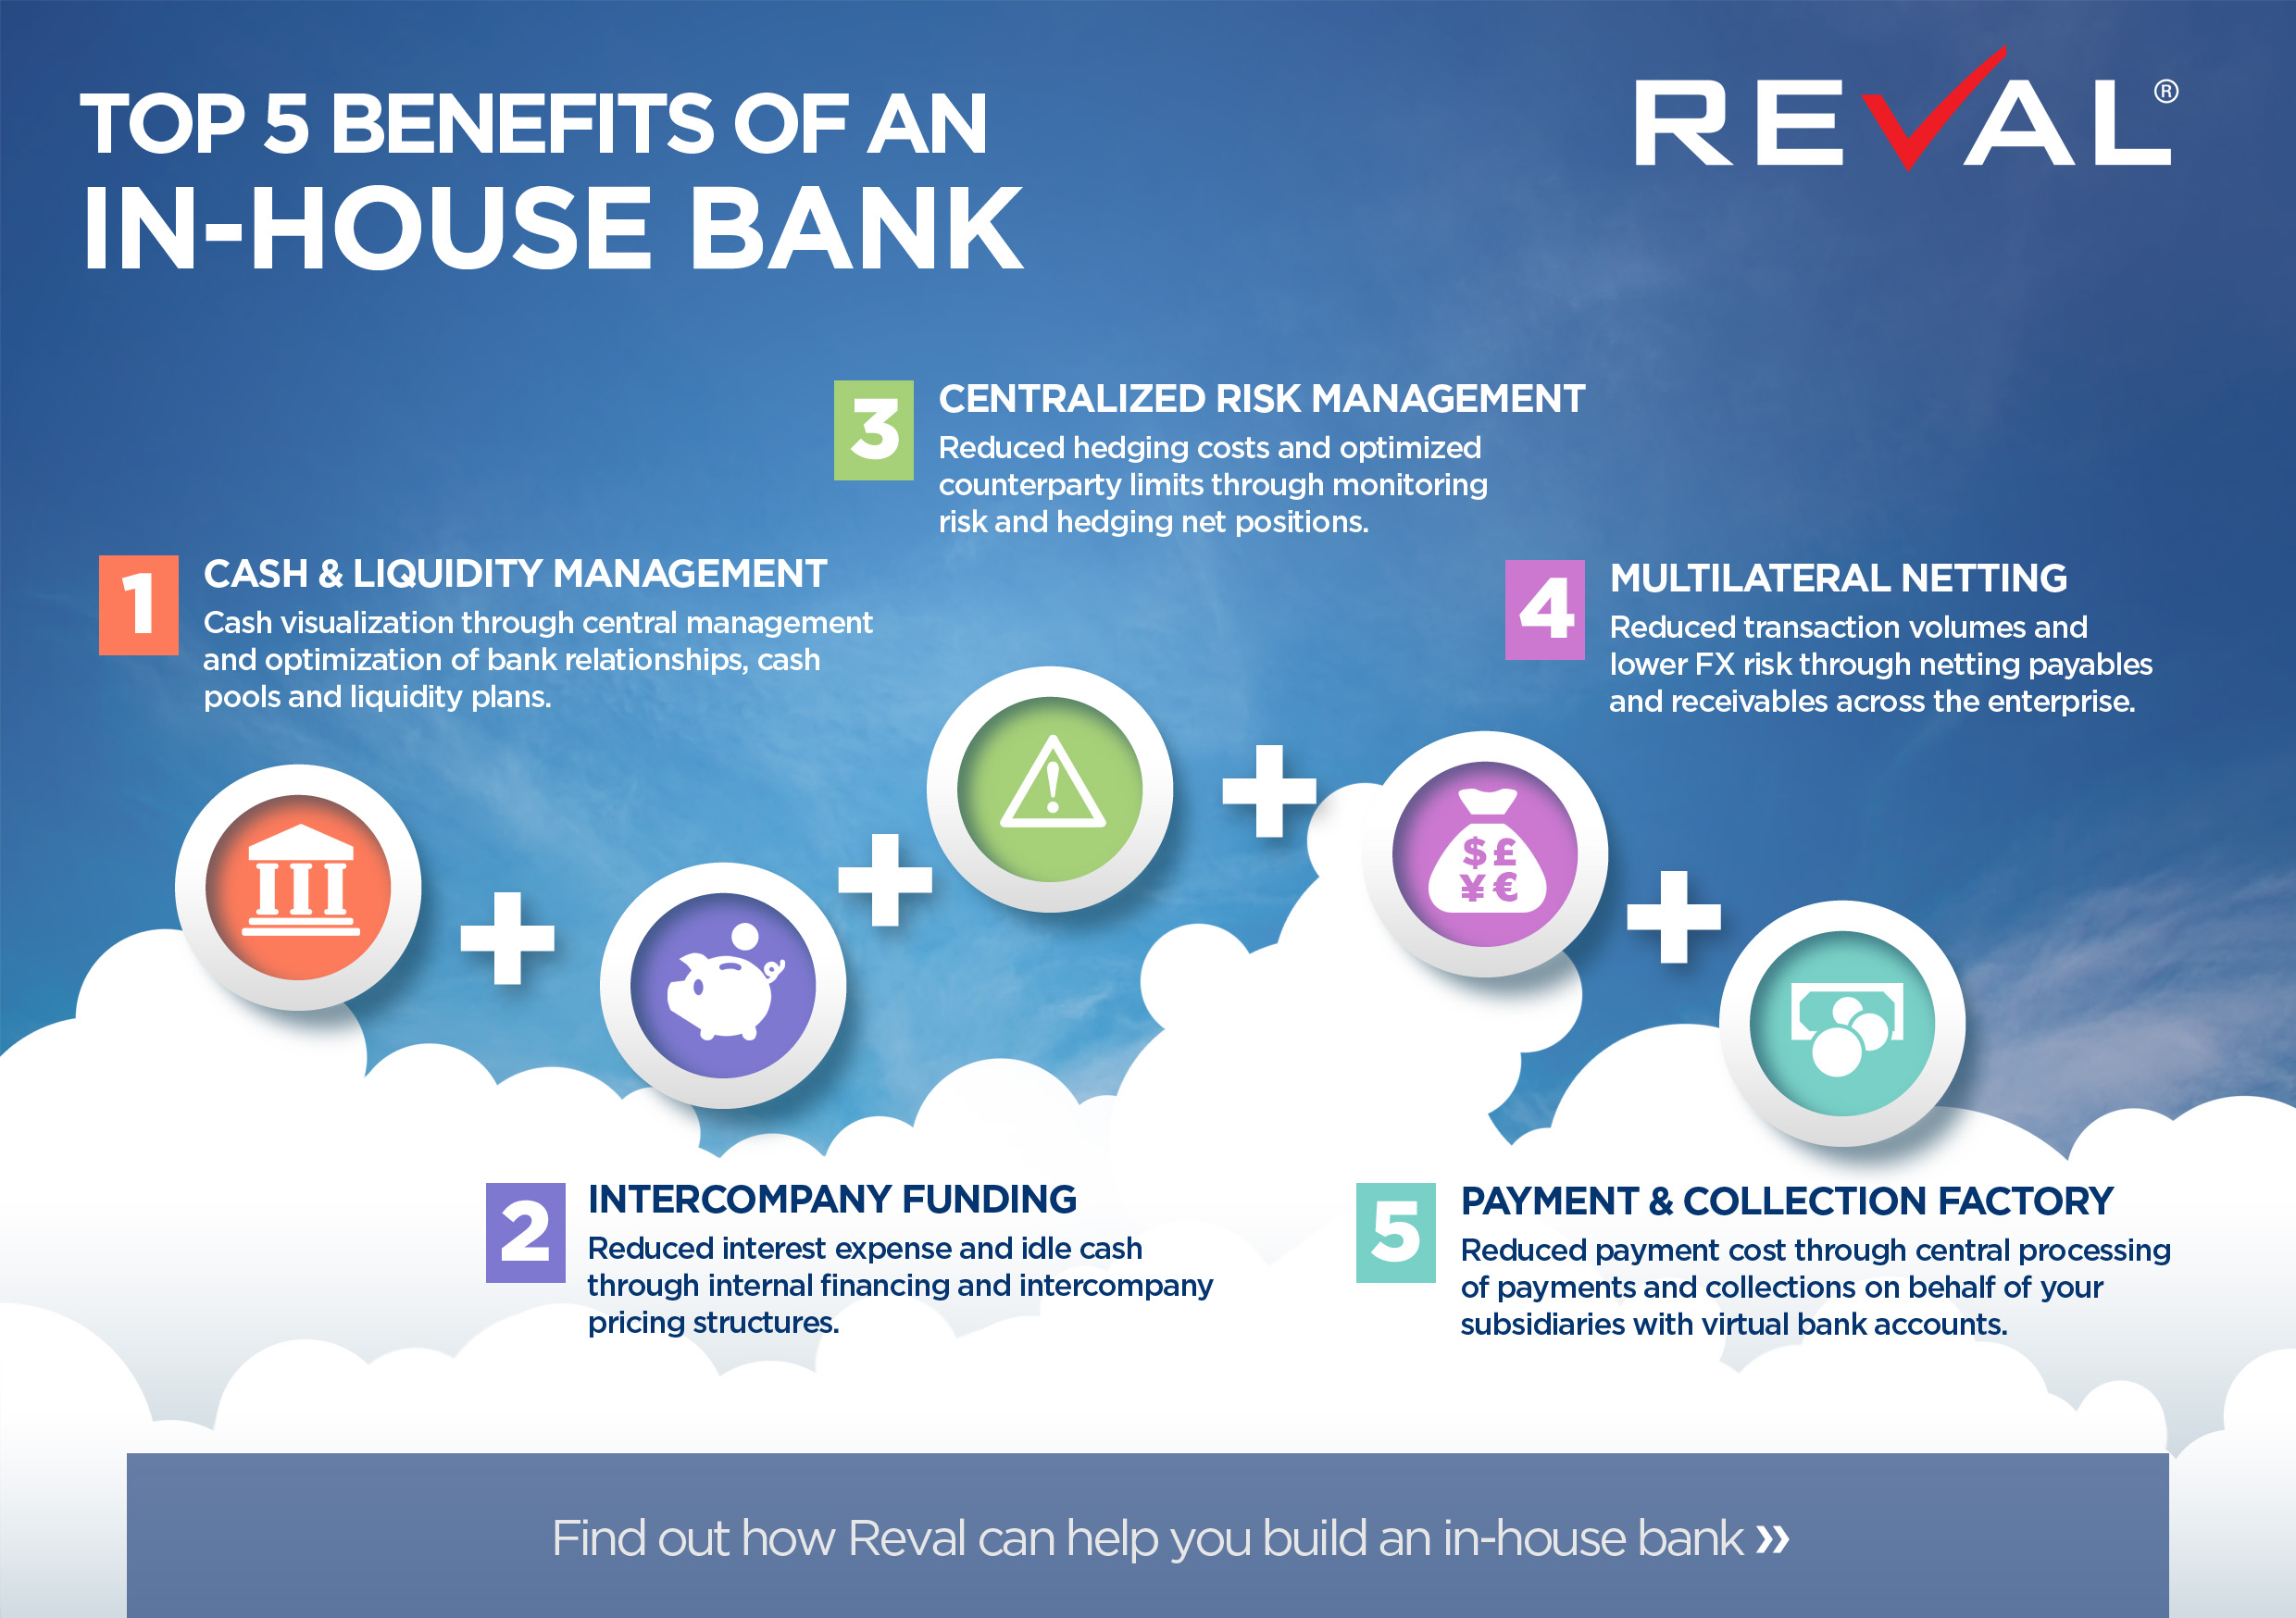 TOP 5 BENEFITS OF AN
IN-HOUSE BANK
REVAL®
1
CASH & LIQUIDITY MANAGEMENT
Cash visualization through central management
and optimization of bank relationships, cash
pools and liquidity plans.
2
INTERCOMPANY FUNDING
Reduced interest expense and idle cash
through internal financing and intercompany
pricing structures.
3
CENTRALIZED RISK MANAGEMENT
Reduced hedging costs and optimized
counterparty limits through monitoring
risk and hedging net positions.
4
MULTILATERAL NETTING
Reduced transaction volumes and
lower FX risk through netting payables
and receivables across the enterprise.
$ £
¥ €
5
PAYMENT & COLLECTION FACTORY
Reduced payment cost through central processing
of payments and collections on behalf of your
subsidiaries with virtual bank accounts.
Find out how Reval can help you build an in-house bank »